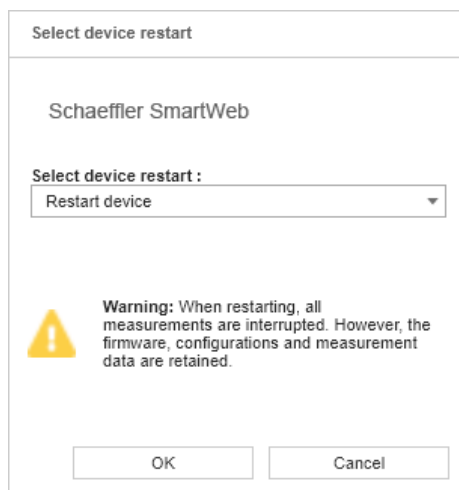 Select device restart
Schaeffler SmartWeb
Select device restart :
Restart device
Warning: When restarting, all
measurements are interrupted. However, the
firmware, configurations and measurement
data are retained.
OK
Cancel